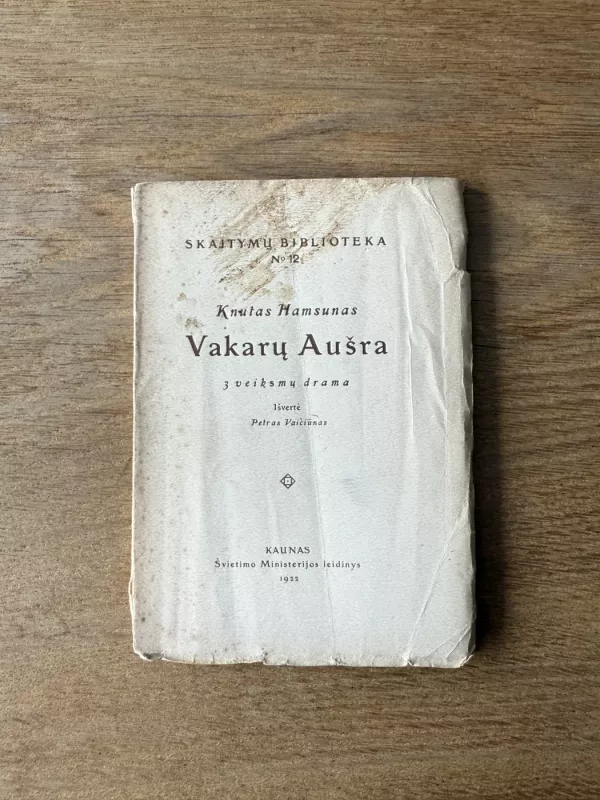 SKAITYMŲ BIBLIOTEKA
No 12
Knutas Hamsunas
Vakarų Aušra
3 veiksmų drama
Išvertė
Petras Vaičiūnas
KAUNAS
Švietimo Ministerijos leidinys
1922